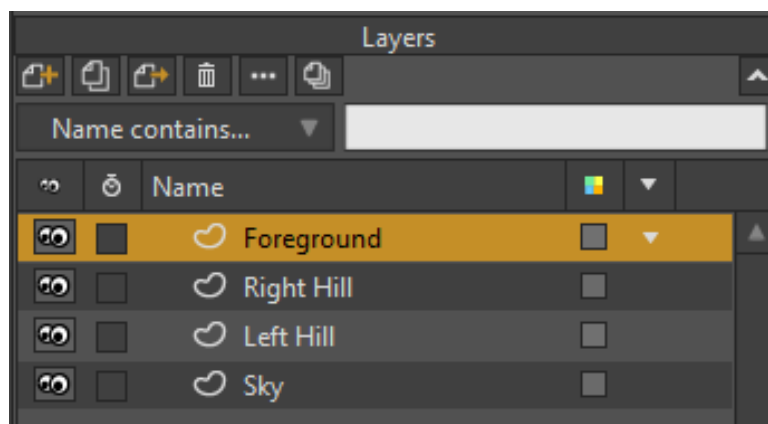 Layers
Name contains...
Name
Foreground
Right Hill
Left Hill
Sky